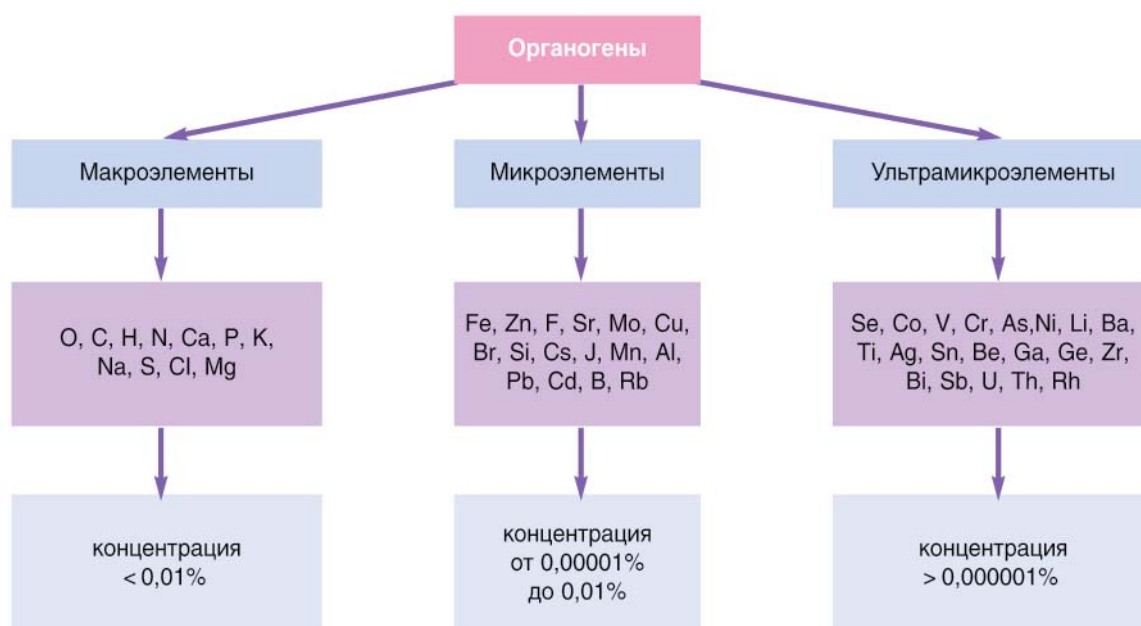 Органогены
Макроэлементы
Микроэлементы
Ультрамикроэлементы
O, C, H, N, Ca, P, K,
Na, S, Cl, Mg
Fe, Zn, F, Sr, Mo, Cu,
Br, Si, Cs, J, Mn, Al,
Pb, Cd, B, Rb
Se, Co, V, Cr, As,Ni, Li, Ba,
Ti, Ag, Sn, Be, Ga, Ge, Zr,
Bi, Sb, U, Th, Rh
концентрация
< 0,01%
концентрация
от 0,00001%
до 0,01%
концентрация
> 0,000001%